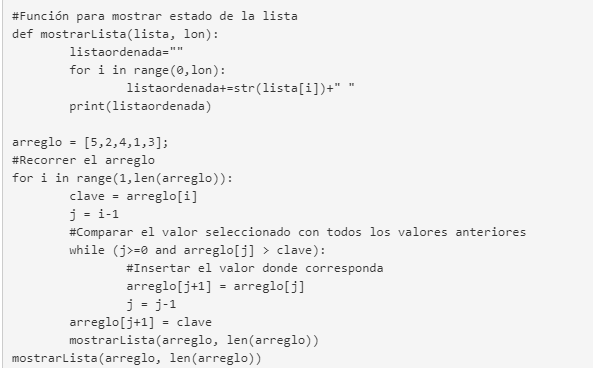 #Función para mostrar estado de la lista
def mostrarLista(lista, lon):
        listaordenada=""
        for i in range(0,lon):
                listaordenada+=str(lista[i])+" "
        print(listaordenada)

arreglo = [5,2,4,1,3];
#Recorrer el arreglo
for i in range(1,len(arreglo)):
        clave = arreglo[i]
        j = i-1
        #Comparar el valor seleccionado con todos los valores anteriores
        while (j>=0 and arreglo[j] > clave):
                #Insertar el valor donde corresponda
                arreglo[j+1] = arreglo[j]
                j = j-1
        arreglo[j+1] = clave
        mostrarLista(arreglo, len(arreglo))
mostrarLista(arreglo, len(arreglo))